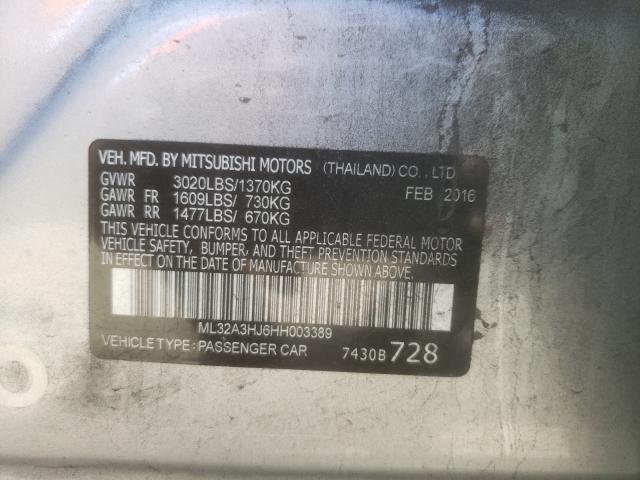 VEH. MFD. BY MITSUBISHI MOTORS (THAILAND) CO., LTD
GVWR 3020LBS/1370KG FEB 2016
GAWR FR 1609LBS/ 730KG
GAWR RR 1477LBS/ 670KG
THIS VEHICLE CONFORMS TO ALL APPLICABLE FEDERAL MOTOR
VEHICLE SAFETY, BUMPER, AND THEFT PREVENTION STANDARDS
IN EFFECT ON THE DATE OF MANUFACTURE SHOWN ABOVE.
ML32A3HJ6HH003389
VEHICLE TYPE: PASSENGER CAR 7430B 728